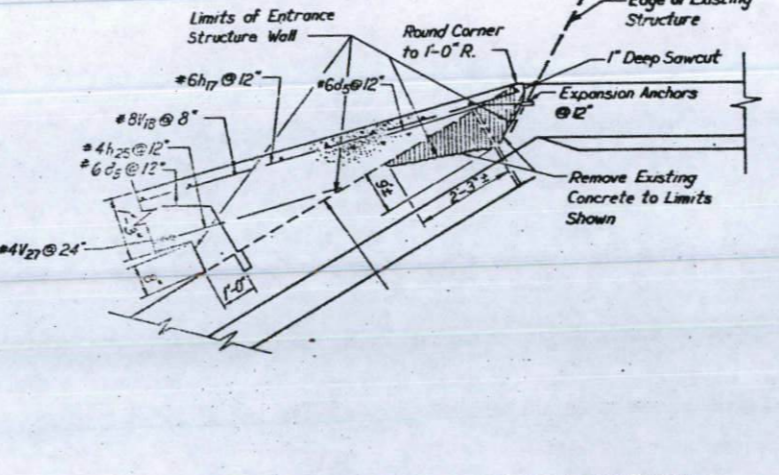 Edge of Existing
Structure
Limits of Entrance
Structure Wall
Round Corner
to 1'-0" R.
1" Deep Sawcut
#6h17@12"
#6d5@12"
Expansion Anchors
@12"
#8V18@8"
#4h25@12"
#6d5@12"
Remove Existing
Concrete to Limits
Shown
2'-3"±
#4V27@24"
1'-0"